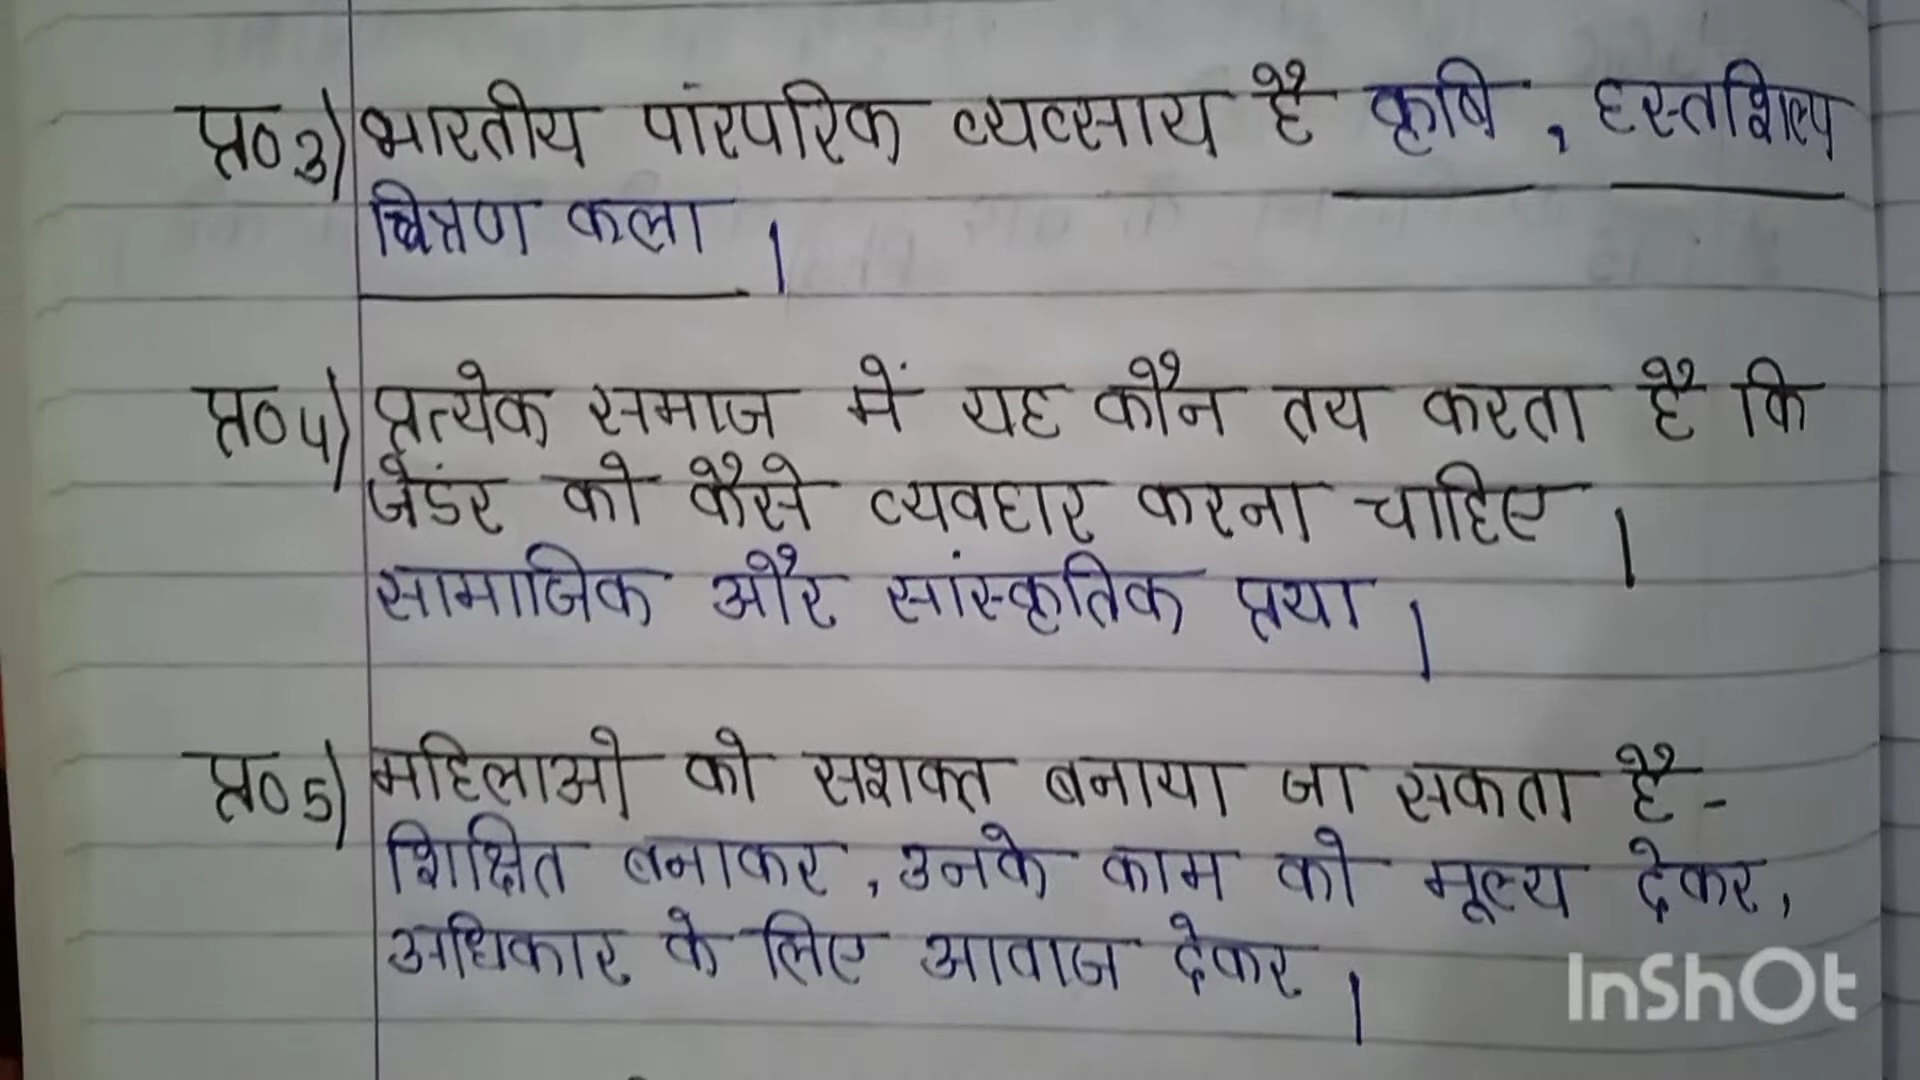 प्र०3) भारतीय पांरपरिक व्यवसाय है कृषि, हस्तशिल्प
चित्रण कला।
प्र०4) प्रत्येक समाज में यह कौन तय करता है कि
जेंडर को कैसे व्यवहार करना चाहिए।
सामाजिक और सांस्कृतिक प्रथा।
प्र०5) महिलाओ को सशक्त बनाया जा सकता है -
शिक्षित बनाकर, उनके काम को मूल्य देकर,
अधिकार के लिए आवाज देकर।
InShOt